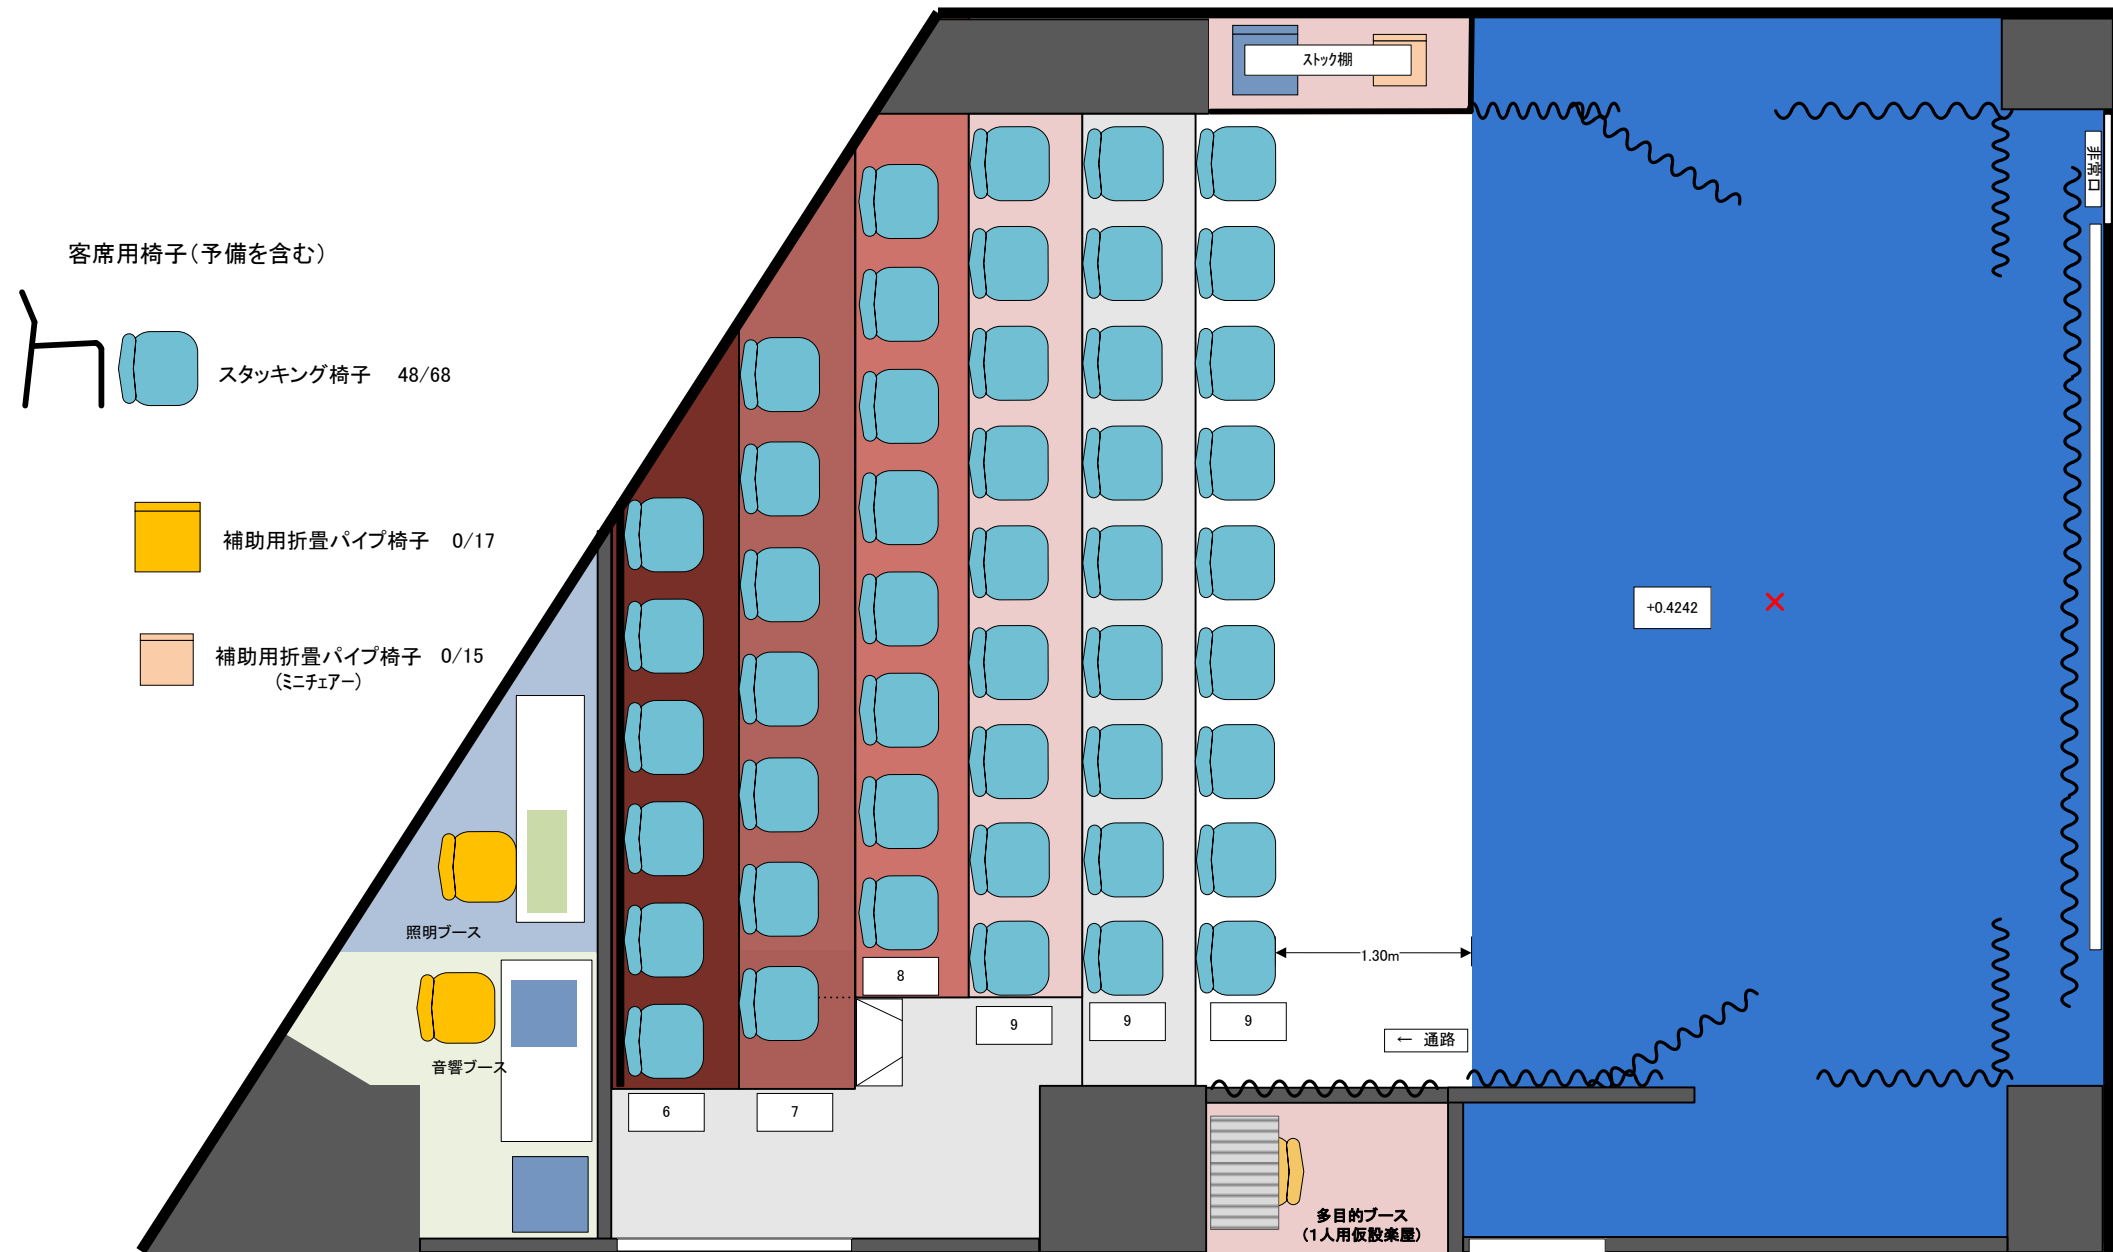 ストック棚
非常口
客席用椅子(予備を含む)
スタッキング椅子 48/68
補助用折畳パイプ椅子 0/17
補助用折畳パイプ椅子 0/15
(ミニチェアー)
+0.4242
照明ブース
1.30m
8
9
9
9
← 通路
音響ブース
6
7
多目的ブース
(1人用仮設楽屋)